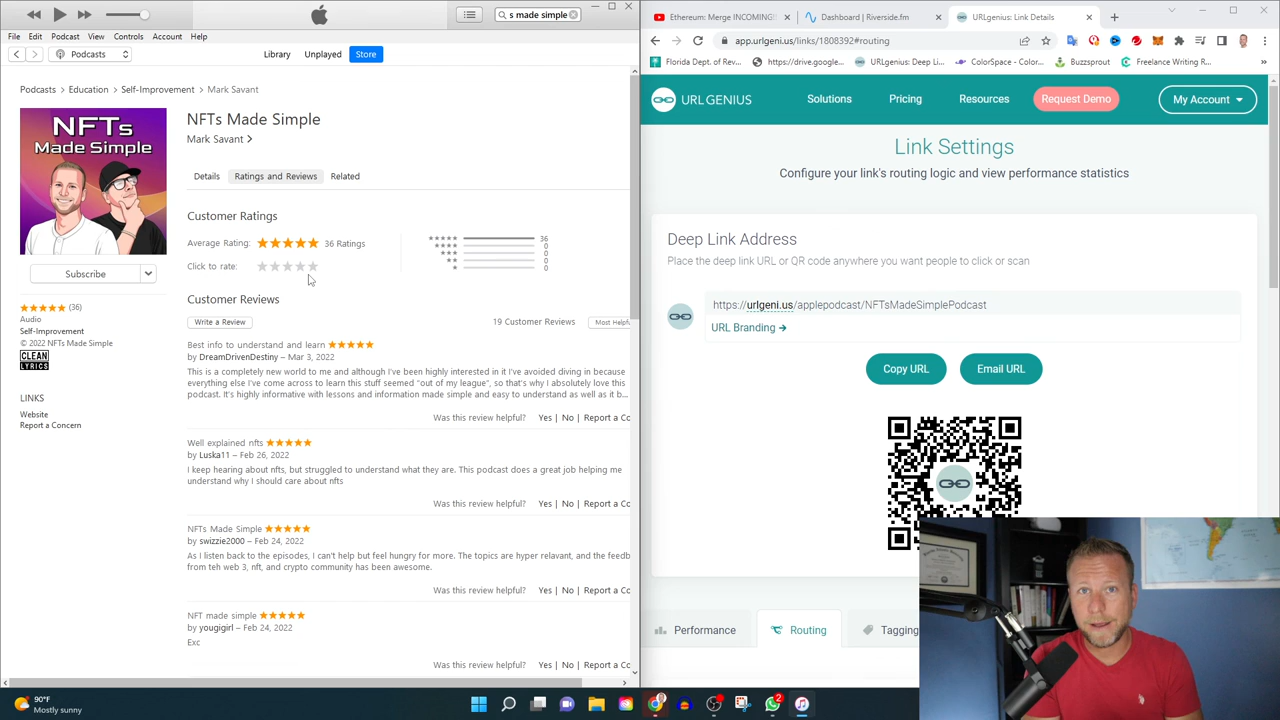 s made simple
File Edit Podcast View Controls Account Help
Podcasts
Library Unplayed Store
Podcasts > Education > Self-Improvement > Mark Savant
NFTs
Made Simple
NFTs Made Simple
Mark Savant >
Details Ratings and Reviews Related
Customer Ratings
Average Rating: ★★★★★ 36 Ratings
Click to rate: ★★★★★
★★★★★ 36
★★★★ 0
★★★ 0
★★ 0
★ 0
Subscribe
★★★★★ (36)
Audio
Self-Improvement
© 2022 NFTs Made Simple
CLEAN
LYRICS
LINKS
Website
Report a Concern
Customer Reviews
Write a Review
19 Customer Reviews
Most Helpf
Best info to understand and learn ★★★★★
by DreamDrivenDestiny – Mar 3, 2022
This is a completely new world to me and although I've been highly interested in it I've avoided diving in because
everything else I've come across to learn this stuff seemed "out of my league", so that's why I absolutely love this
podcast. It's highly informative with lessons and information made simple and easy to understand as well as it b...
Was this review helpful? Yes | No | Report a Co
Well explained nfts ★★★★★
by Luska11 – Feb 26, 2022
I keep hearing about nfts, but struggled to understand what they are. This podcast does a great job helping me
understand why I should care about nfts
Was this review helpful? Yes | No | Report a Co
NFTs Made Simple ★★★★★
by swizzie2000 – Feb 24, 2022
As I listen back to the episodes, I can't help but feel hungry for more. The topics are hyper relavant, and the feedb
from teh web 3, nft, and crypto community has been awesome.
Was this review helpful? Yes | No | Report a Co
NFT made simple ★★★★★
by yougigirl – Feb 24, 2022
Exc
Was this review helpful? Yes | No | Report a Co
Ethereum: Merge INCOMING!
Dashboard | Riverside.fm
URLgenius: Link Details
app.urlgeni.us/links/1808392#routing
Florida Dept. of Rev...
https://drive.google...
URLgenius: Deep Li...
ColorSpace - Color...
Buzzsprout
Freelance Writing R...
URL GENIUS
Solutions
Pricing
Resources
Request Demo
My Account
Link Settings
Configure your link's routing logic and view performance statistics
Deep Link Address
Place the deep link URL or QR code anywhere you want people to click or scan
https://urlgeni.us/applepodcast/NFTsMadeSimplePodcast
URL Branding →
Copy URL
Email URL
Performance
Routing
Tagging
90°F
Mostly sunny
2